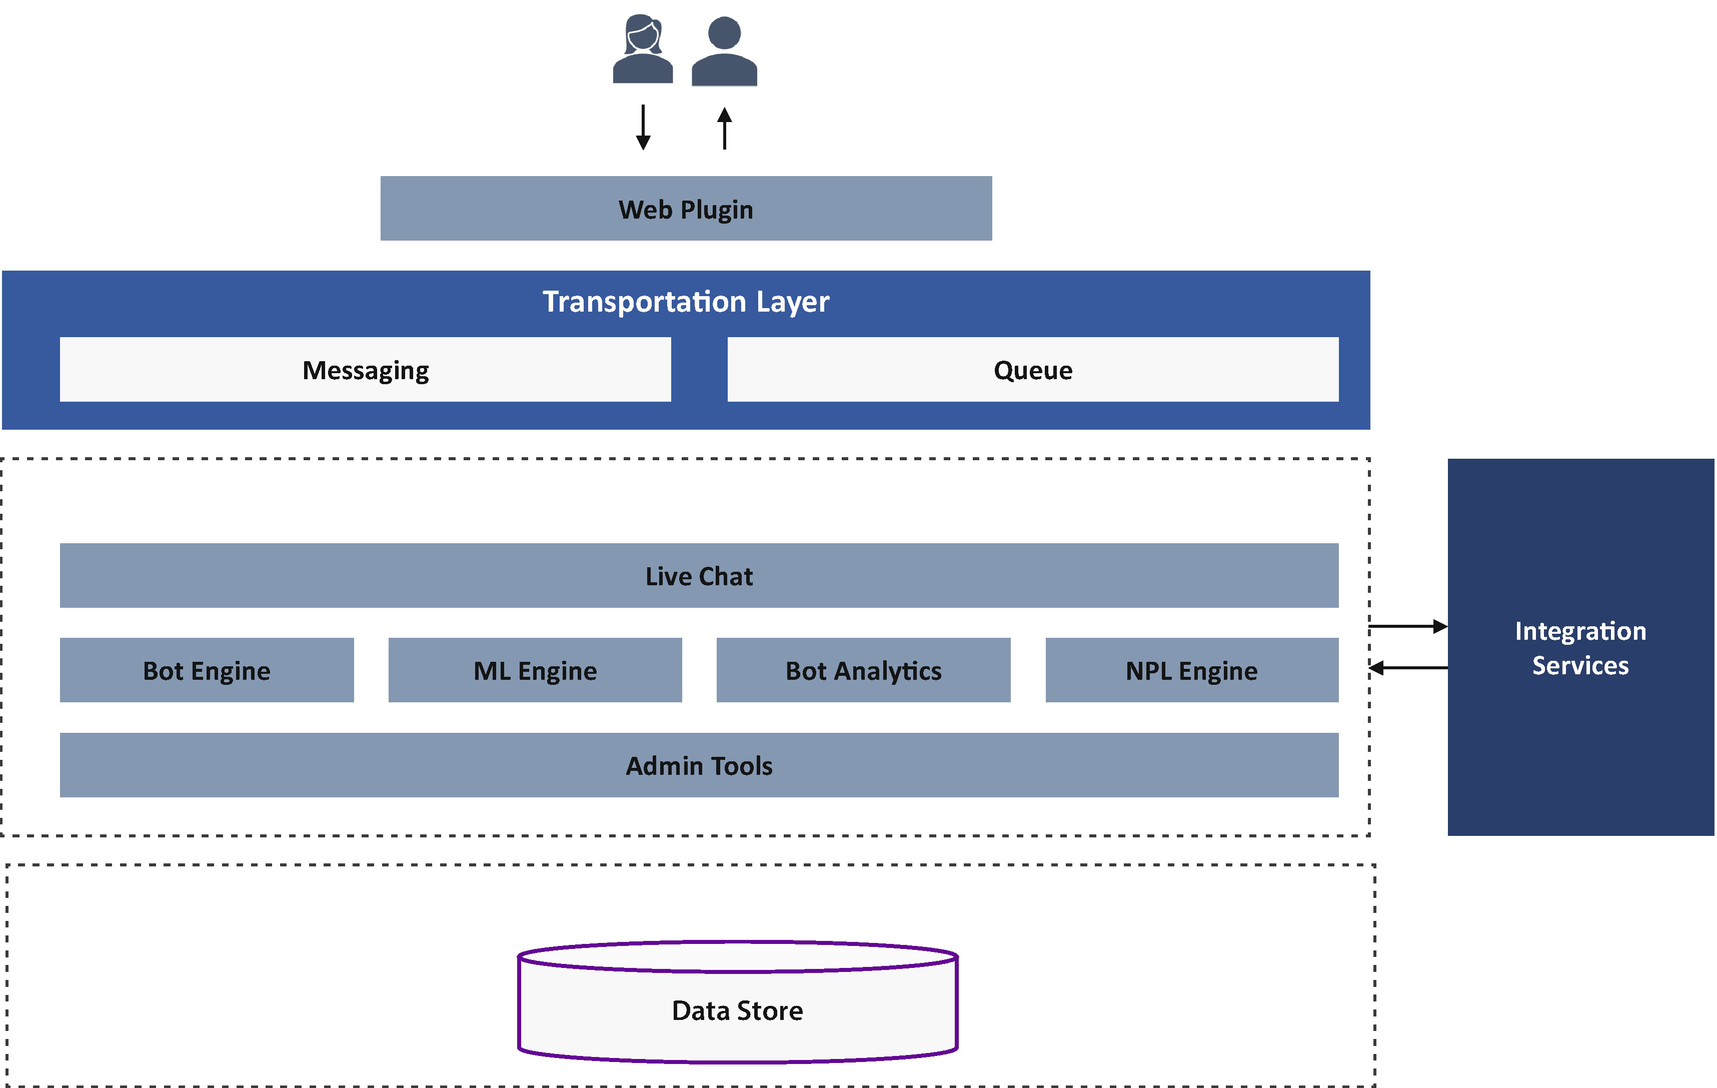 Web Plugin
Transportation Layer
Messaging
Queue
Live Chat
Bot Engine
ML Engine
Bot Analytics
NPL Engine
Admin Tools
Integration
Services
Data Store